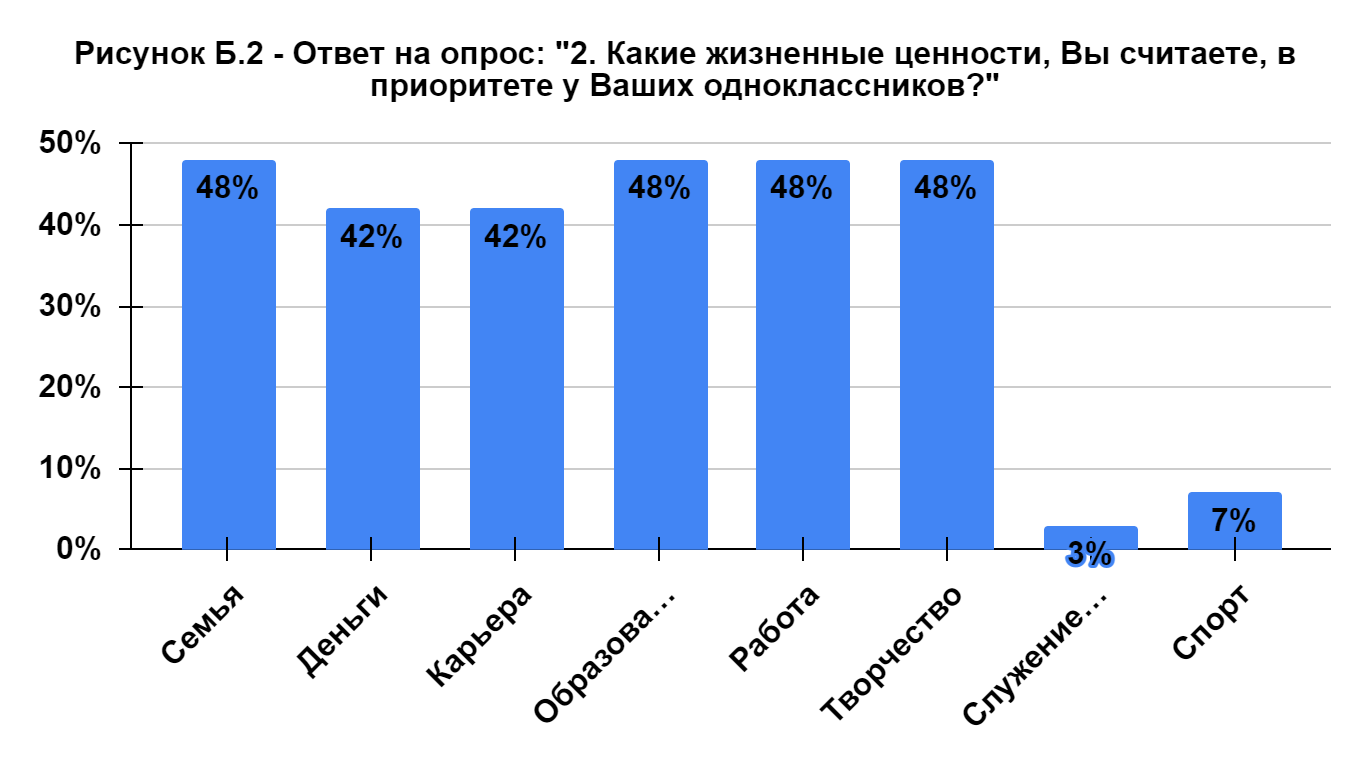 Рисунок Б.2 - Ответ на опрос: "2. Какие жизненные ценности, Вы считаете, в
приоритете у Ваших одноклассников?"
50%
40%
30%
20%
10%
0%
48%
42%
42%
48%
48%
48%
3%
7%
Семья
Деньги
Карьера
Образова...
Работа
Творчество
Служение...
Спорт